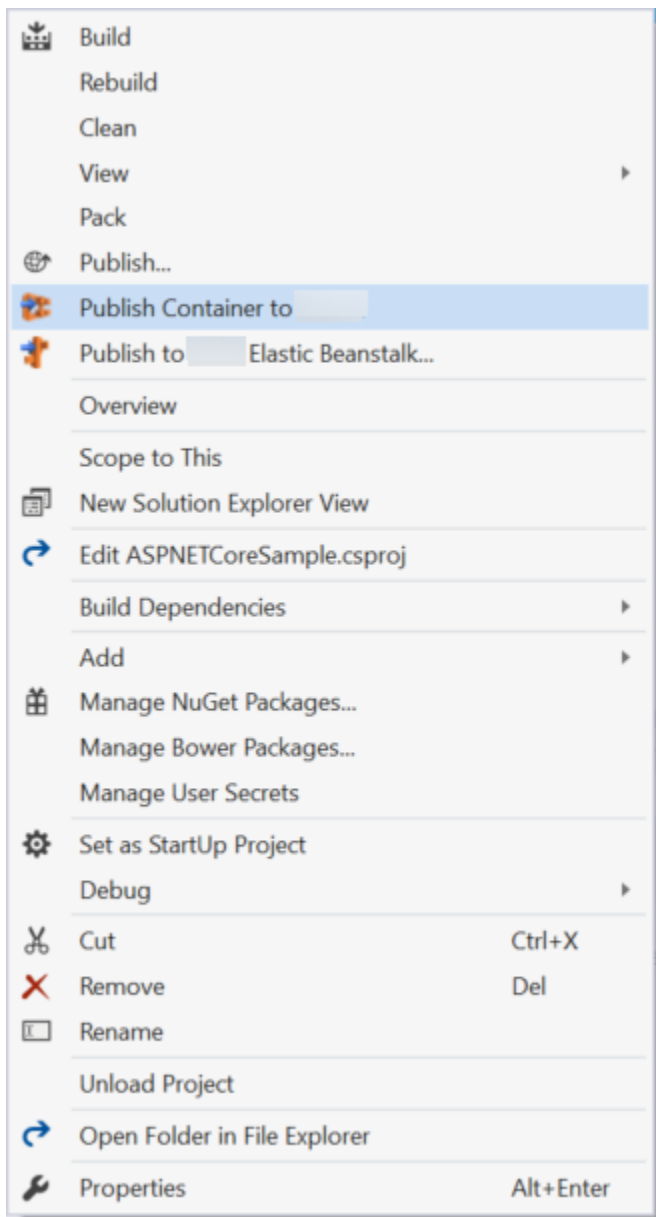 Build
Rebuild
Clean
View
Pack
Publish...
Publish Container to
Publish to Elastic Beanstalk...
Overview
Scope to This
New Solution Explorer View
Edit ASPNETCoreSample.csproj
Build Dependencies
Add
Manage NuGet Packages...
Manage Bower Packages...
Manage User Secrets
Set as StartUp Project
Debug
Cut Ctrl+X
Remove Del
Rename
Unload Project
Open Folder in File Explorer
Properties Alt+Enter